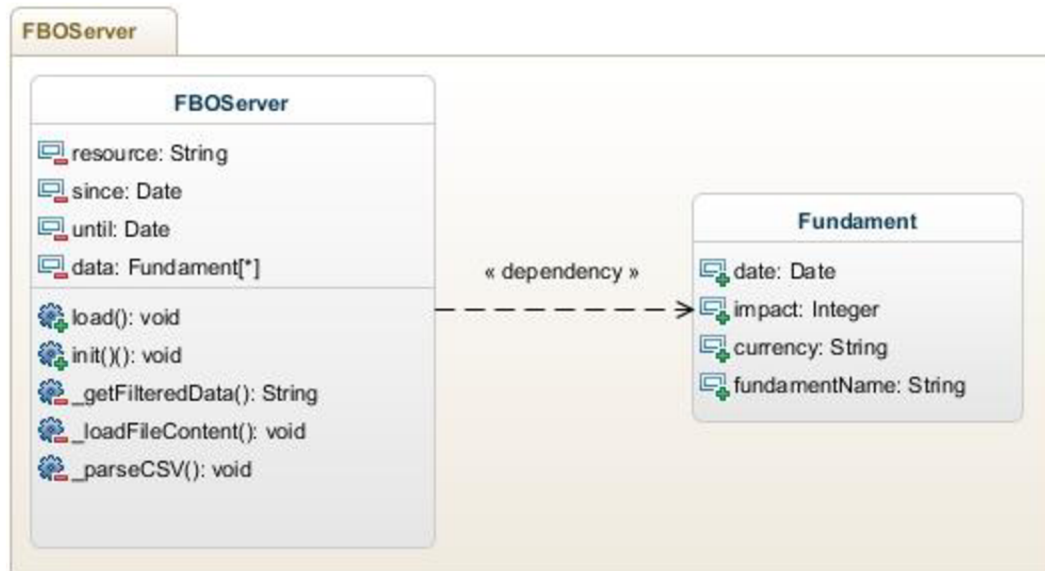 FBOServer
FBOServer
resource: String
since: Date
until: Date
data: Fundament[*]
load(): void
init()(): void
_getFilteredData(): String
_loadFileContent(): void
_parseCSV(): void
« dependency »
Fundament
date: Date
impact: Integer
currency: String
fundamentName: String